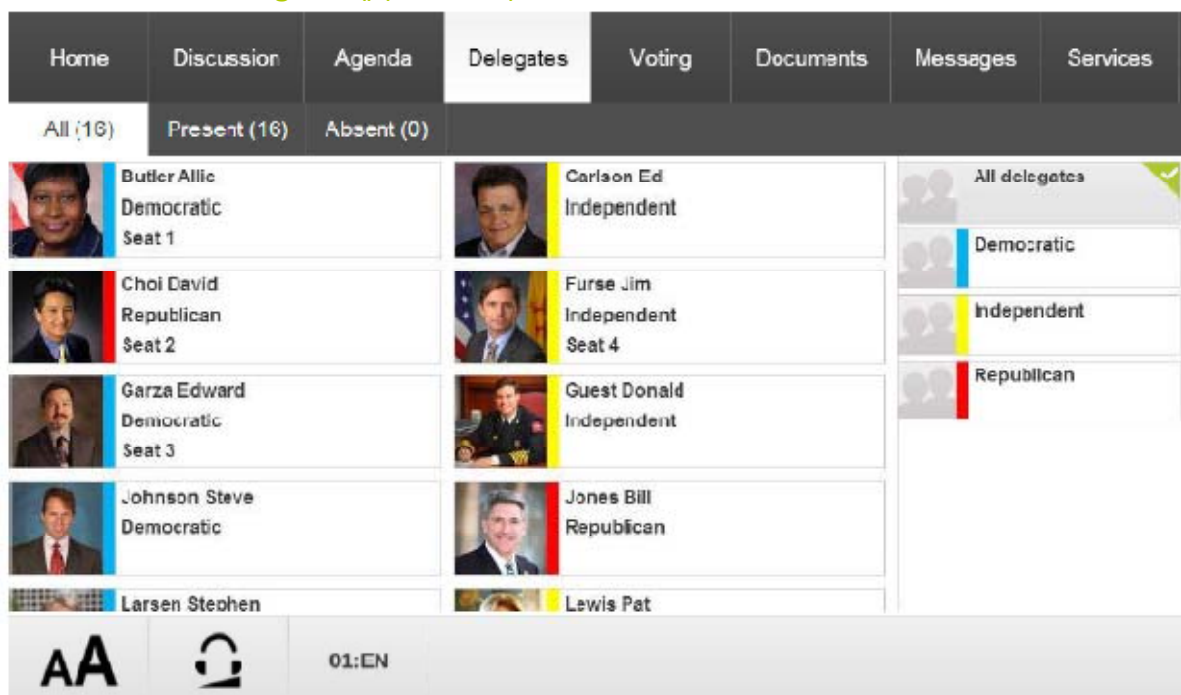 Home Discussion Agenda Delegates Voting Documents Messages Services
All (16) Present (16) Absent (0)
Butler Allie
Democratic
Seat 1
Carlson Ed
Independent
Choi David
Republican
Seat 2
Furse Jim
Independent
Seat 4
Garza Edward
Democratic
Seat 3
Guest Donald
Independent
Johnson Steve
Democratic
Jones Bill
Republican
Larsen Stephen
Lewis Pat
All delegates
Democratic
Independent
Republican
AA 01:EN